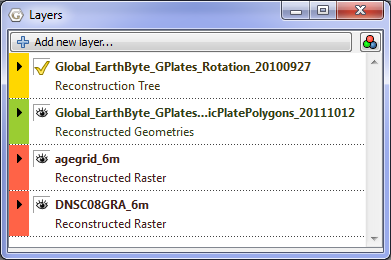 Layers
Add new layer...
Global_EarthByte_GPlates_Rotation_20100927
Reconstruction Tree
Global_EarthByte_GPlates...icPlatePolygons_20111012
Reconstructed Geometries
agegrid_6m
Reconstructed Raster
DNSC08GRA_6m
Reconstructed Raster